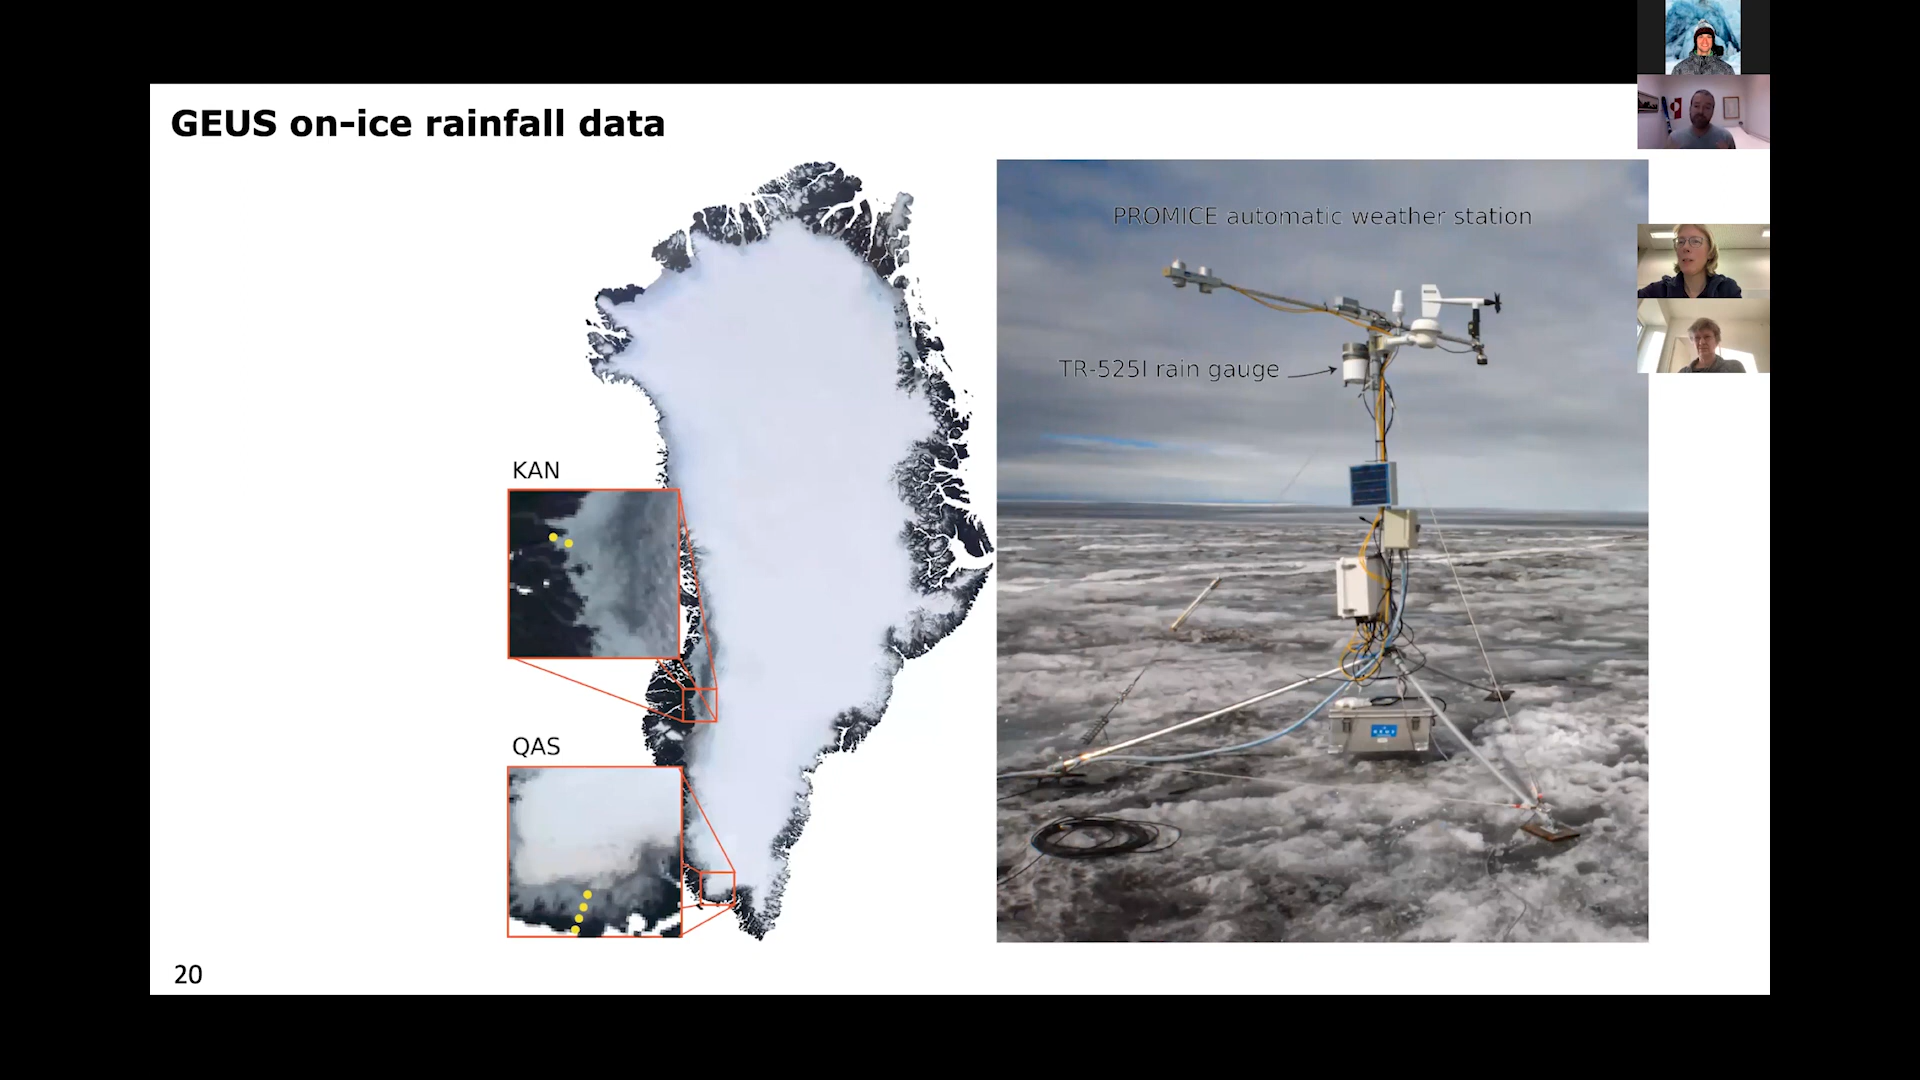 GEUS on-ice rainfall data
PROMICE automatic weather station
TR-525I rain gauge
KAN
QAS
20